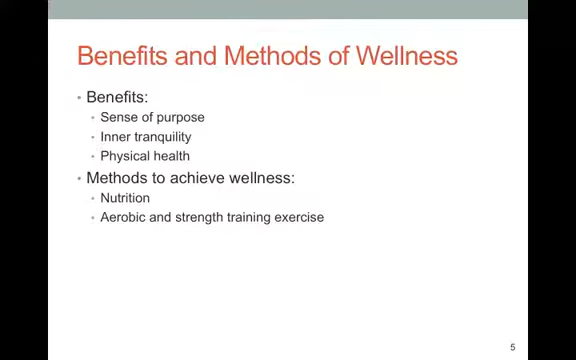 Benefits and Methods of Wellness
• Benefits:
• Sense of purpose
• Inner tranquility
• Physical health
• Methods to achieve wellness:
• Nutrition
• Aerobic and strength training exercise
5